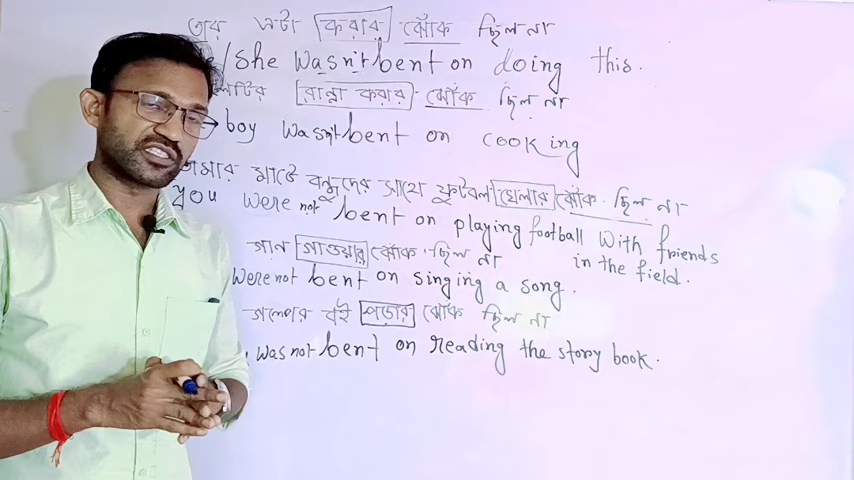 তার এটা করার ঝোঁক ছিল না
/she wasn't bent on doing this.
রান্না করার ঝোঁক ছিল না
boy wasn't bent on cooking
মাঠে বন্ধুদের সাথে ফুটবল খেলার ঝোঁক ছিল না
you were not bent on playing football with friends
in the field.
গান গাওয়ার ঝোঁক ছিল না
were not bent on singing a song.
গল্পের বই পড়ার ঝোঁক ছিল না
was not bent on reading the story book.